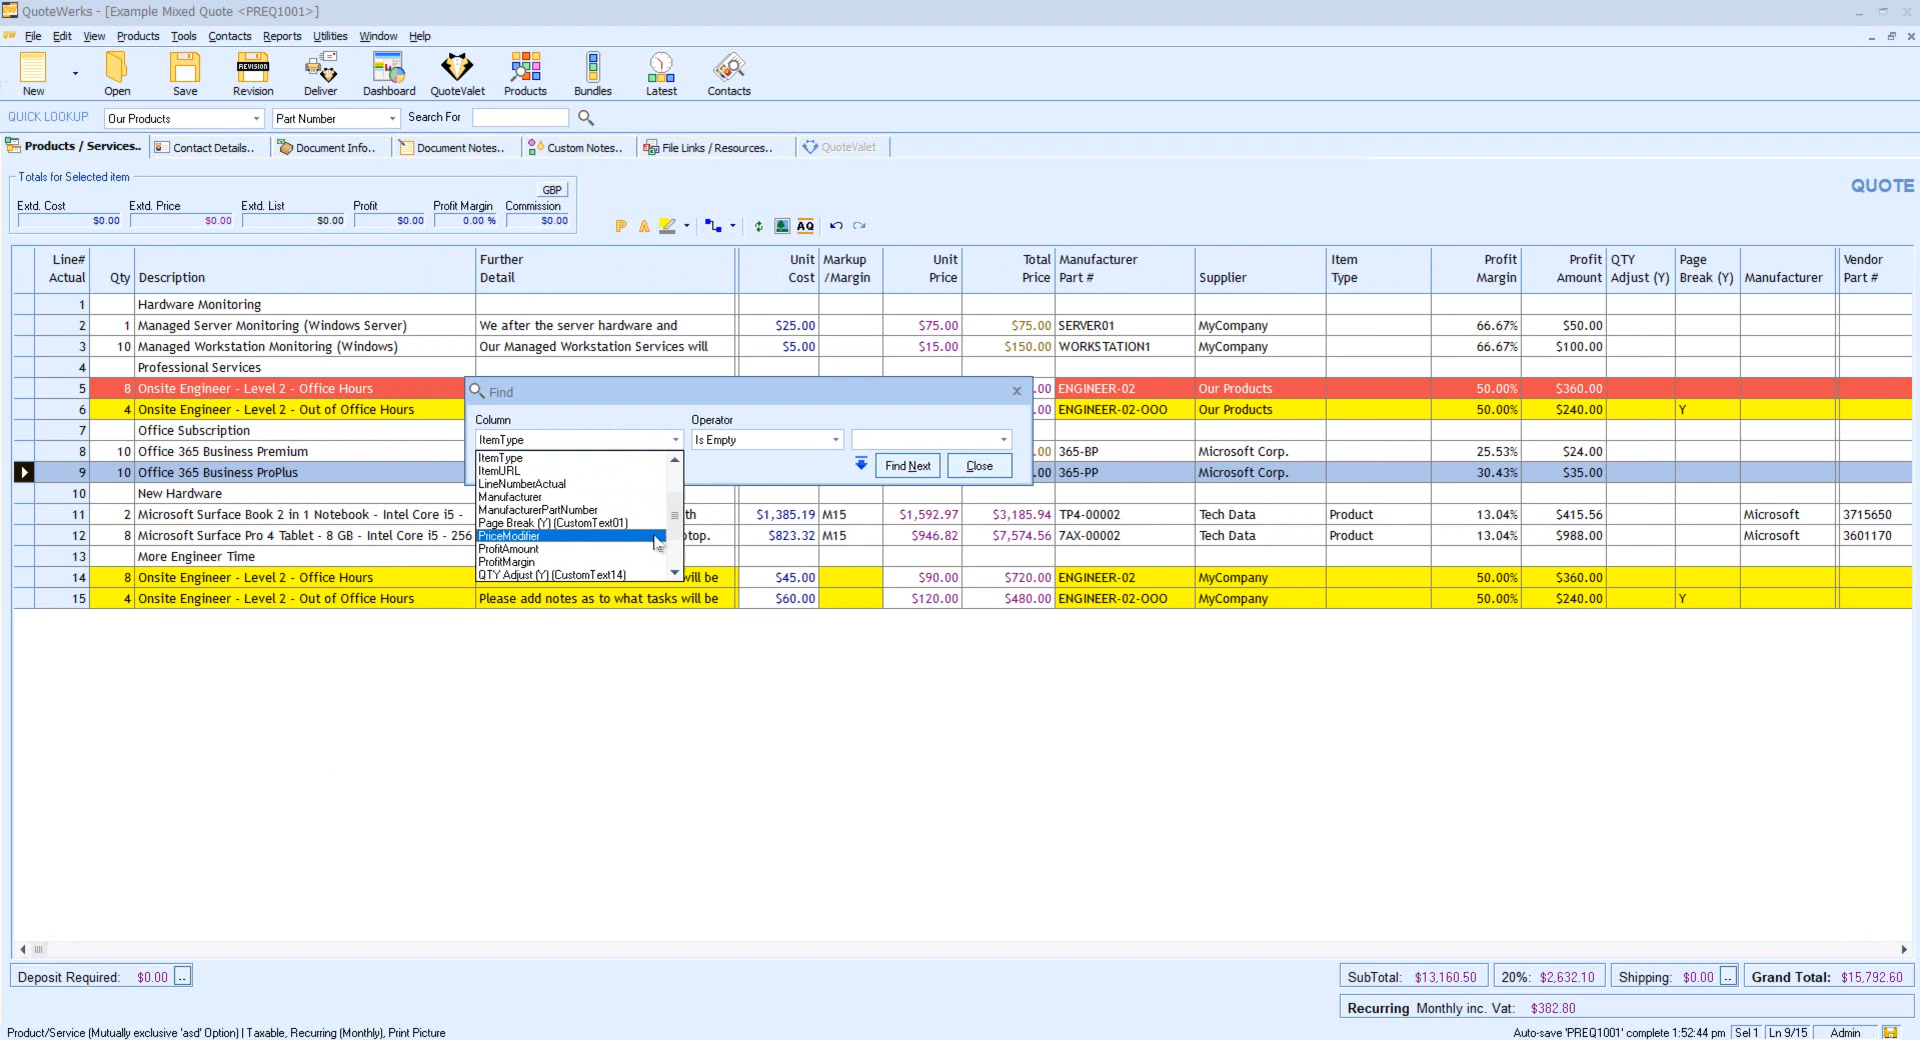 QuoteWerks - [Example Mixed Quote <PREQ1001>]
File Edit View Products Tools Contacts Reports Utilities Window Help
REVISION
New Open Save Revision Deliver Dashboard QuoteValet Products Bundles Latest Contacts
QUICK LOOKUP Our Products Part Number Search For
Products / Services.. Contact Details.. Document Info.. Document Notes.. Custom Notes.. File Links / Resources.. QuoteValet
Totals for Selected item
GBP
QUOTE
Extd. Cost Extd. Price Extd. List Profit Profit Margin Commission
$0.00 $0.00 $0.00 $0.00 0.00 % $0.00
P A AQ
Line# Actual Qty Description Further Detail Unit Cost Markup /Margin Unit Price Total Price Manufacturer Part # Supplier Item Type Profit Margin Profit Amount QTY Adjust (Y) Page Break (Y) Manufacturer Vendor Part #
1 Hardware Monitoring
2 1 Managed Server Monitoring (Windows Server) We after the server hardware and $25.00 $75.00 $75.00 SERVER01 MyCompany 66.67% $50.00
3 10 Managed Workstation Monitoring (Windows) Our Managed Workstation Services will $5.00 $15.00 $150.00 WORKSTATION1 MyCompany 66.67% $100.00
4 Professional Services
5 8 Onsite Engineer - Level 2 - Office Hours .00 ENGINEER-02 Our Products 50.00% $360.00
6 4 Onsite Engineer - Level 2 - Out of Office Hours .00 ENGINEER-02-OOO Our Products 50.00% $240.00 Y
7 Office Subscription
8 10 Office 365 Business Premium .00 365-BP Microsoft Corp. 25.53% $24.00
9 10 Office 365 Business ProPlus .00 365-PP Microsoft Corp. 30.43% $35.00
10 New Hardware
11 2 Microsoft Surface Book 2 in 1 Notebook - Intel Core i5 - th $1,385.19 M15 $1,592.97 $3,185.94 TP4-00002 Tech Data Product 13.04% $415.56 Microsoft 3715650
12 8 Microsoft Surface Pro 4 Tablet - 8 GB - Intel Core i5 - 256 top. $823.32 M15 $946.82 $7,574.56 7AX-00002 Tech Data Product 13.04% $988.00 Microsoft 3601170
13 More Engineer Time
14 8 Onsite Engineer - Level 2 - Office Hours will be $45.00 $90.00 $720.00 ENGINEER-02 MyCompany 50.00% $360.00
15 4 Onsite Engineer - Level 2 - Out of Office Hours Please add notes as to what tasks will be $60.00 $120.00 $480.00 ENGINEER-02-OOO MyCompany 50.00% $240.00 Y
Find
Column Operator
ItemType Is Empty
Find Next Close
ItemType
ItemURL
LineNumberActual
Manufacturer
ManufacturerPartNumber
Page Break (Y) (CustomText01)
PriceModifier
ProfitAmount
ProfitMargin
QTY Adjust (Y) (CustomText14)
Deposit Required: $0.00 ..
SubTotal: $13,160.50 20%: $2,632.10 Shipping: $0.00 .. Grand Total: $15,792.60
Recurring Monthly inc. Vat: $382.80
Product/Service (Mutually exclusive 'asd' Option) | Taxable, Recurring (Monthly), Print Picture
Auto-save 'PREQ1001' complete 1:52:44 pm Sel 1 Ln 9/15 Admin